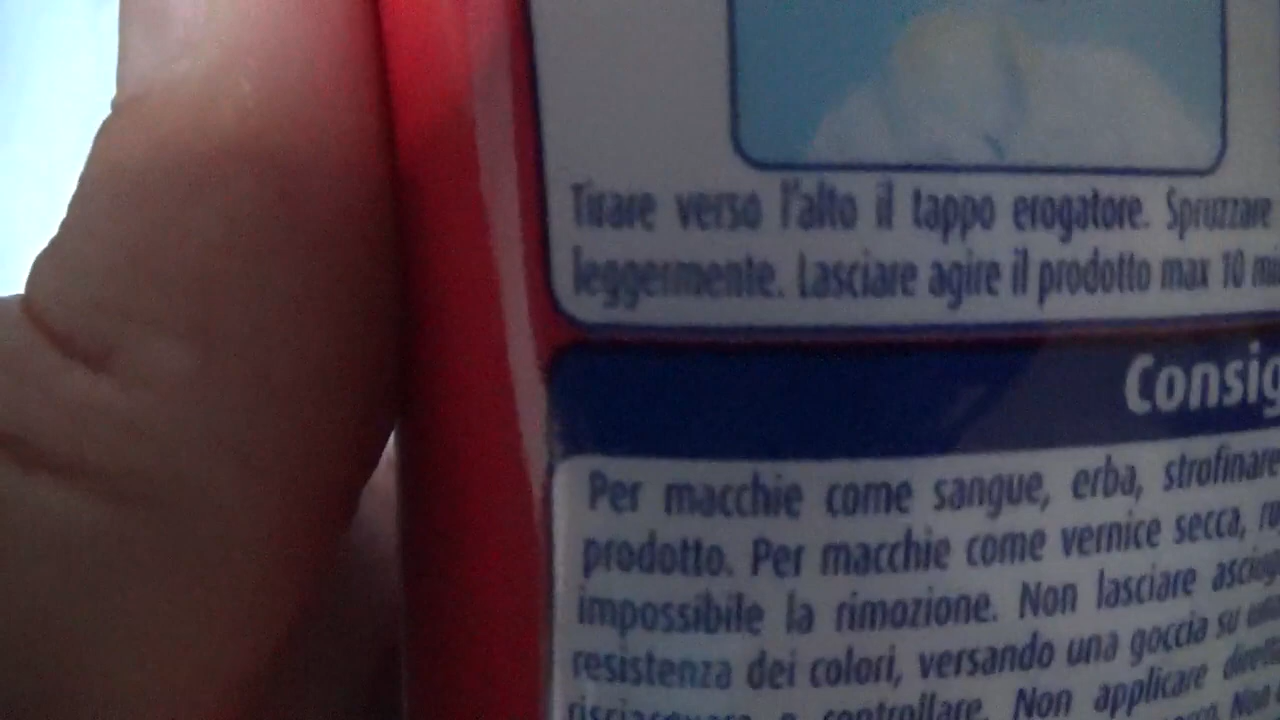 Tirare verso l'alto il tappo erogatore. Spruzzare
leggermente. Lasciare agire il prodotto max 10
Consig
Per macchie come sangue, erba, strofinare
prodotto. Per macchie come vernice secca,
impossibile la rimozione. Non lasciare
resistenza dei colori, versando una goccia su
controllare. Non applicare